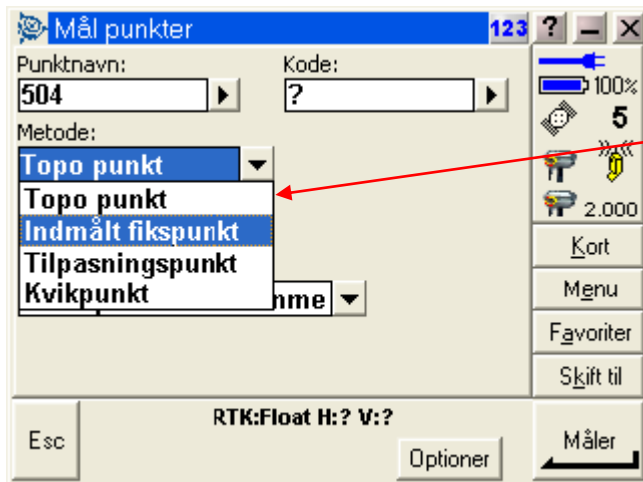 Mål punkter 123 ?
Punktnavn: Kode:
504 ?
100%
Metode:
5
Topo punkt
Topo punkt
2.000
Indmålt fikspunkt
Tilpasningspunkt
Kvikpunkt
nme
Kort
Menu
Favoriter
Skift til
RTK:Float H:? V:?
Esc
Optioner
Måler